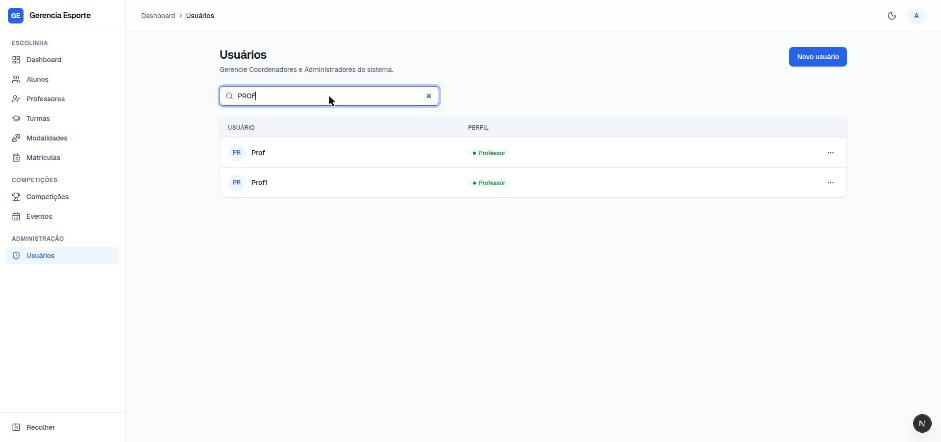 GE Gerencia Esporte
Dashboard > Usuários
A
ESCOLINHA
Dashboard
Alunos
Professores
Turmas
Modalidades
Matrículas
COMPETIÇÕES
Competições
Eventos
ADMINISTRAÇÃO
Usuários
Recolher
Usuários
Gerencie Coordenadores e Administradores do sistema.
Novo usuário
PROF
USUÁRIO PERFIL
PR Prof Professor
PR Prof1 Professor
N